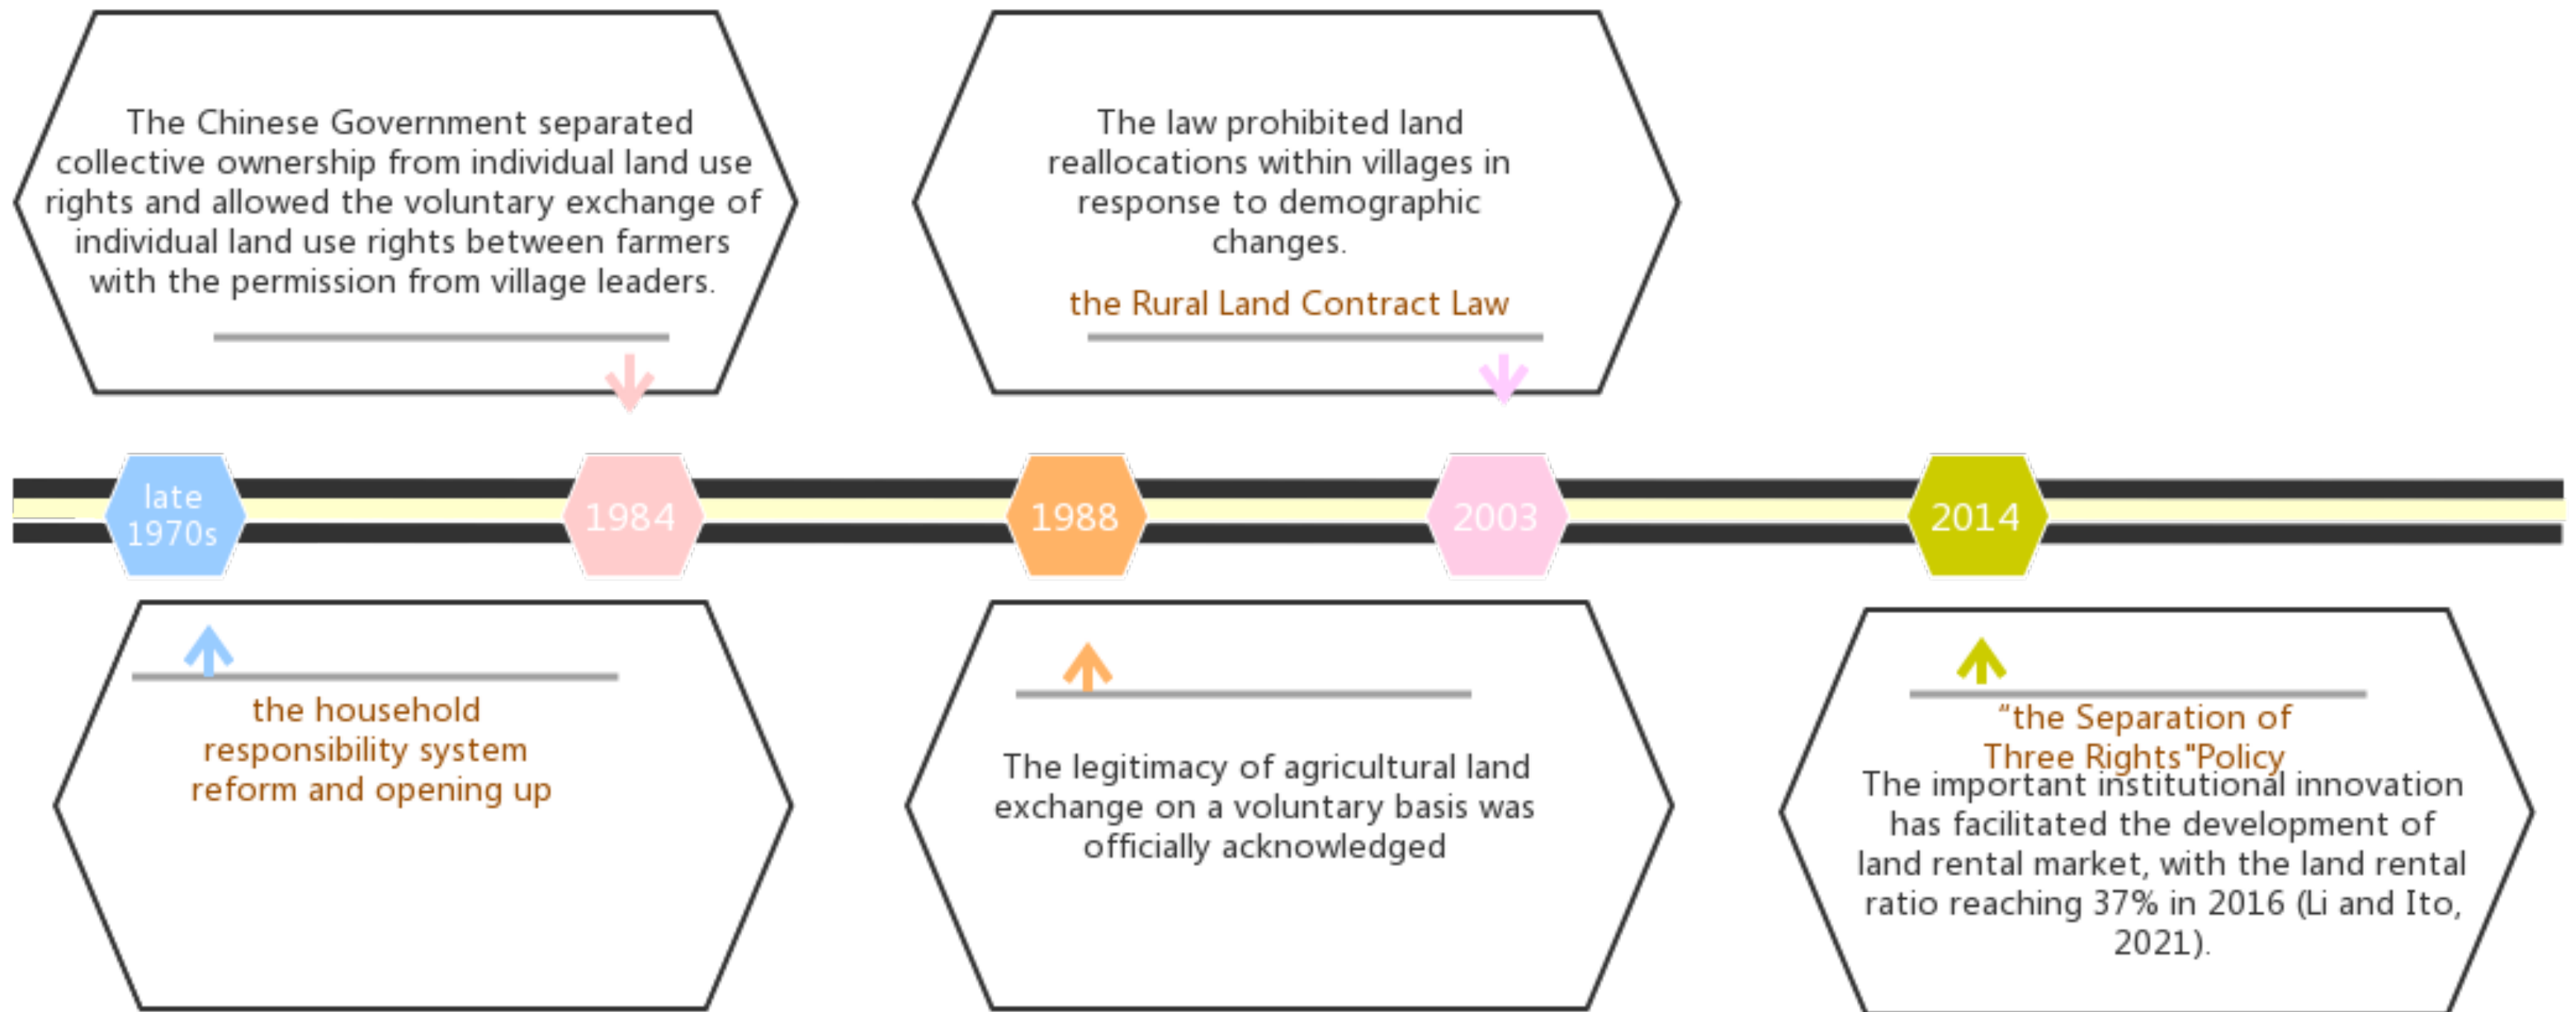 The Chinese Government separated
collective ownership from individual land use
rights and allowed the voluntary exchange of
individual land use rights between farmers
with the permission from village leaders.
The law prohibited land
reallocations within villages in
response to demographic
changes.
the Rural Land Contract Law
late
1970s
1984
1988
2003
2014
the household
responsibility system
reform and opening up
The legitimacy of agricultural land
exchange on a voluntary basis was
officially acknowledged
“the Separation of
Three Rights"Policy
The important institutional innovation
has facilitated the development of
land rental market, with the land rental
ratio reaching 37% in 2016 (Li and Ito,
2021).